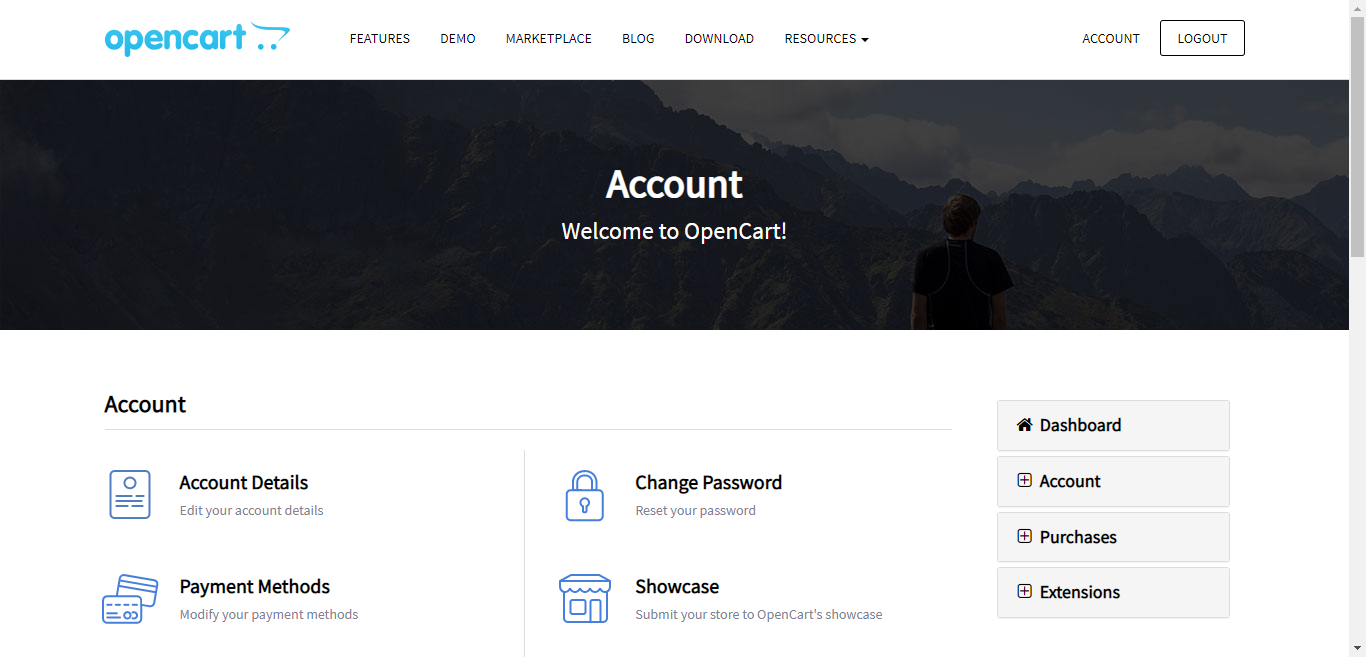 opencart
FEATURES DEMO MARKETPLACE BLOG DOWNLOAD RESOURCES
ACCOUNT LOGOUT
Account
Welcome to OpenCart!
Account
Account Details
Edit your account details
Change Password
Reset your password
Payment Methods
Modify your payment methods
Showcase
Submit your store to OpenCart's showcase
Dashboard
Account
Purchases
Extensions